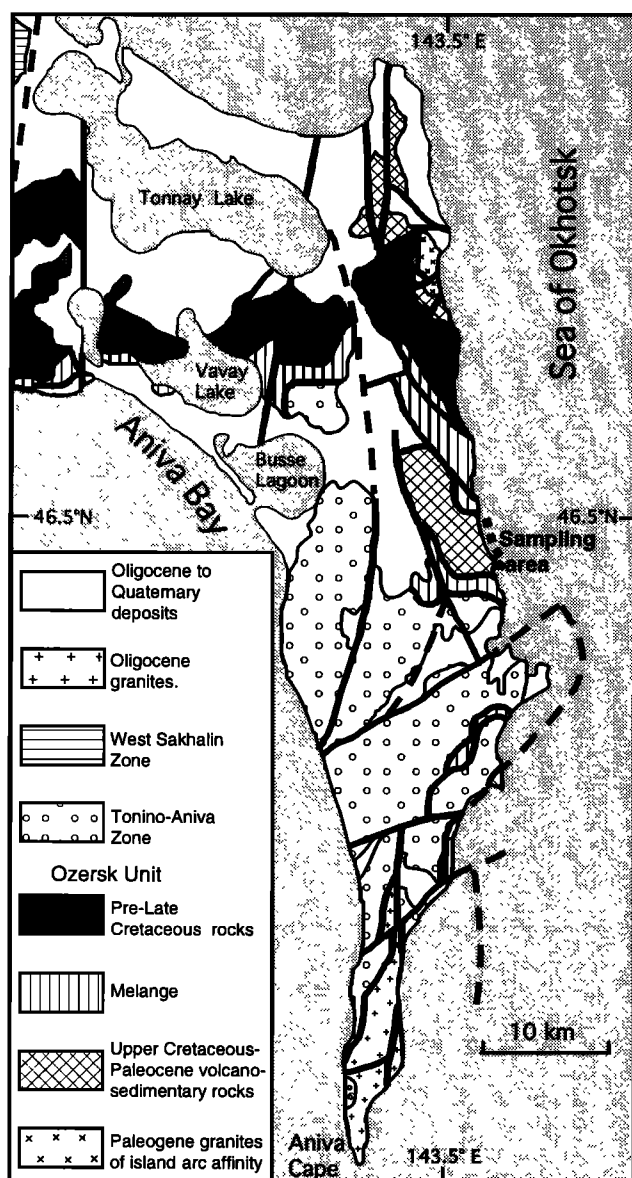 143.5° E
Tonnay Lake
Sea of Okhotsk
Vavay
Lake
Aniva Bay
Busse
Lagoon
46.5°N
46.5°N
Sampling
area
Oligocene to
Quaternary
deposits
Oligocene
granites.
West Sakhalin
Zone
Tonino-Aniva
Zone
Ozersk Unit
Pre-Late
Cretaceous rocks
Melange
Upper Cretaceous-
Paleocene volcano-
sedimentary rocks
Paleogene granites
of island arc affinity
10 km
Aniva
Cape
143.5° E